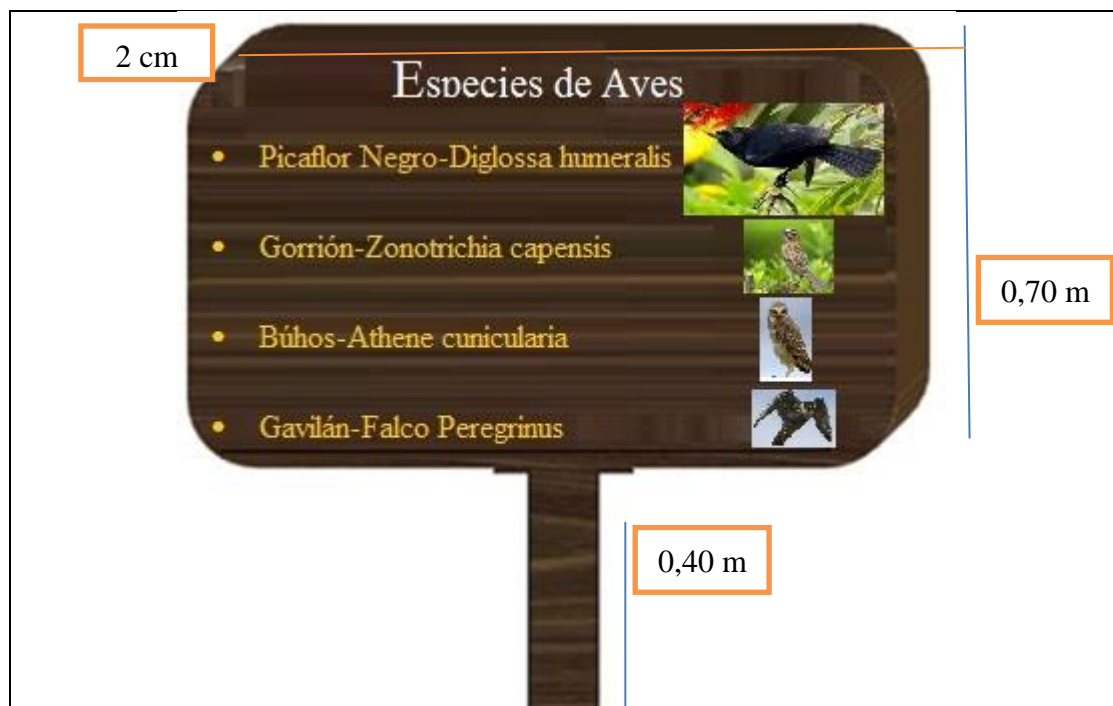 2 cm
Especies de Aves
• Picaflor Negro-Diglossa humeralis
• Gorrión-Zonotrichia capensis
0,70 m
• Búhos-Athene cunicularia
• Gavilán-Falco Peregrinus
0,40 m